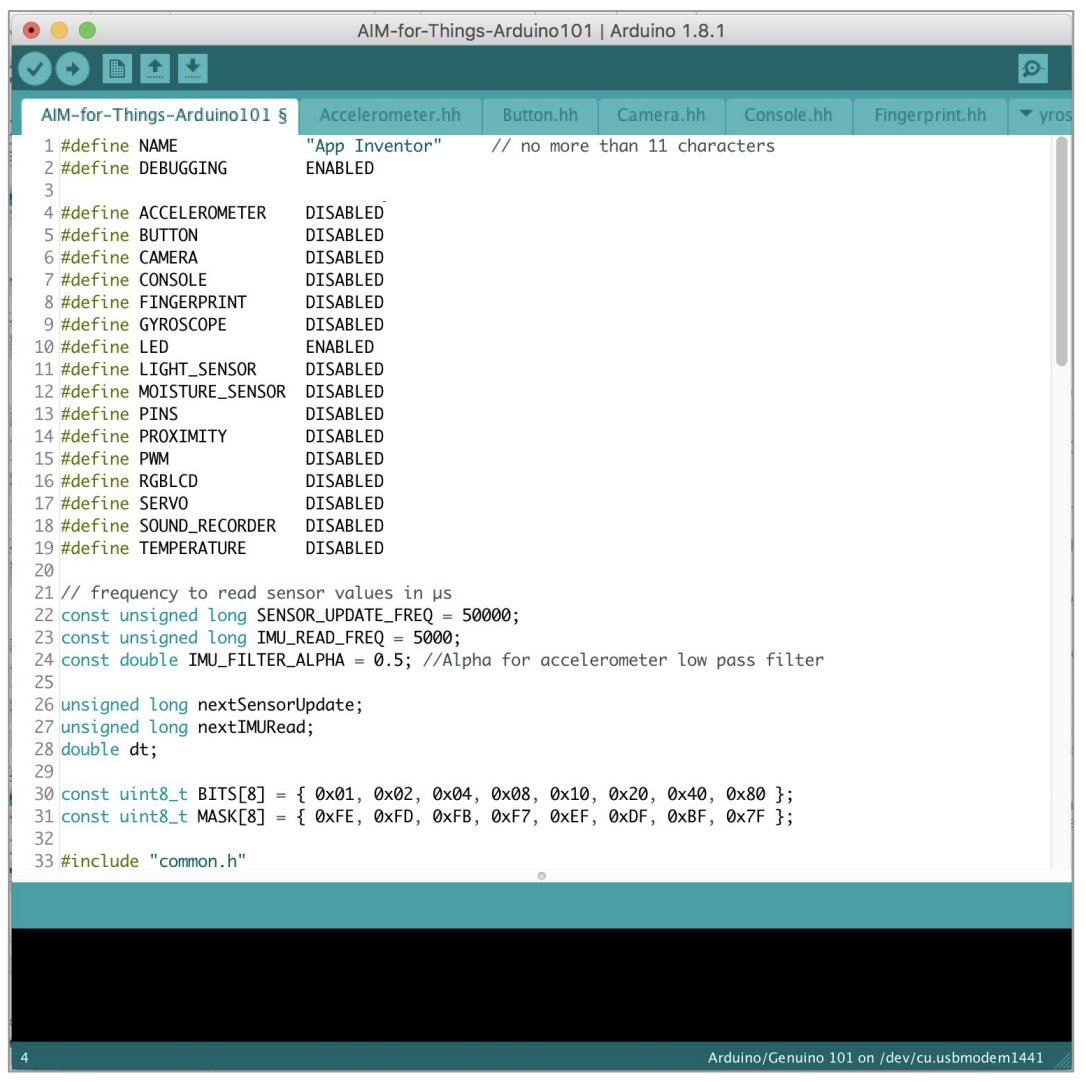 AIM-for-Things-Arduino101 | Arduino 1.8.1
AIM-for-Things-Arduino101 § Accelerometer.hh Button.hh Camera.hh Console.hh Fingerprint.hh yros
1 #define NAME "App Inventor" // no more than 11 characters
2 #define DEBUGGING ENABLED
3
4 #define ACCELEROMETER DISABLED
5 #define BUTTON DISABLED
6 #define CAMERA DISABLED
7 #define CONSOLE DISABLED
8 #define FINGERPRINT DISABLED
9 #define GYROSCOPE DISABLED
10 #define LED ENABLED
11 #define LIGHT_SENSOR DISABLED
12 #define MOISTURE_SENSOR DISABLED
13 #define PINS DISABLED
14 #define PROXIMITY DISABLED
15 #define PWM DISABLED
16 #define RGBLCD DISABLED
17 #define SERVO DISABLED
18 #define SOUND_RECORDER DISABLED
19 #define TEMPERATURE DISABLED
20
21 // frequency to read sensor values in µs
22 const unsigned long SENSOR_UPDATE_FREQ = 50000;
23 const unsigned long IMU_READ_FREQ = 5000;
24 const double IMU_FILTER_ALPHA = 0.5; //Alpha for accelerometer low pass filter
25
26 unsigned long nextSensorUpdate;
27 unsigned long nextIMURead;
28 double dt;
29
30 const uint8_t BITS[8] = { 0x01, 0x02, 0x04, 0x08, 0x10, 0x20, 0x40, 0x80 };
31 const uint8_t MASK[8] = { 0xFE, 0xFD, 0xFB, 0xF7, 0xEF, 0xDF, 0xBF, 0x7F };
32
33 #include "common.h"
4 Arduino/Genuino 101 on /dev/cu.usbmodem1441